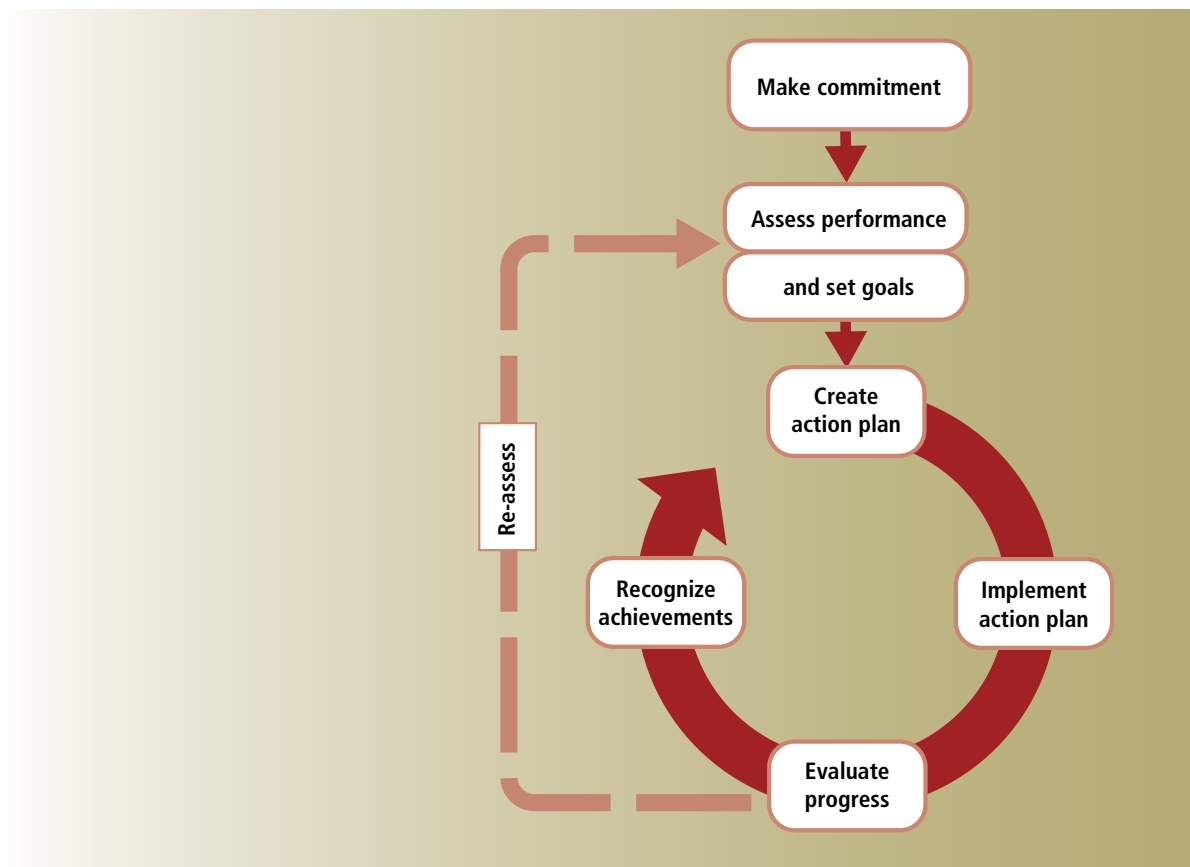 Make commitment
Assess performance
and set goals
Create
action plan
Re-assess
Recognize
achievements
Implement
action plan
Evaluate
progress